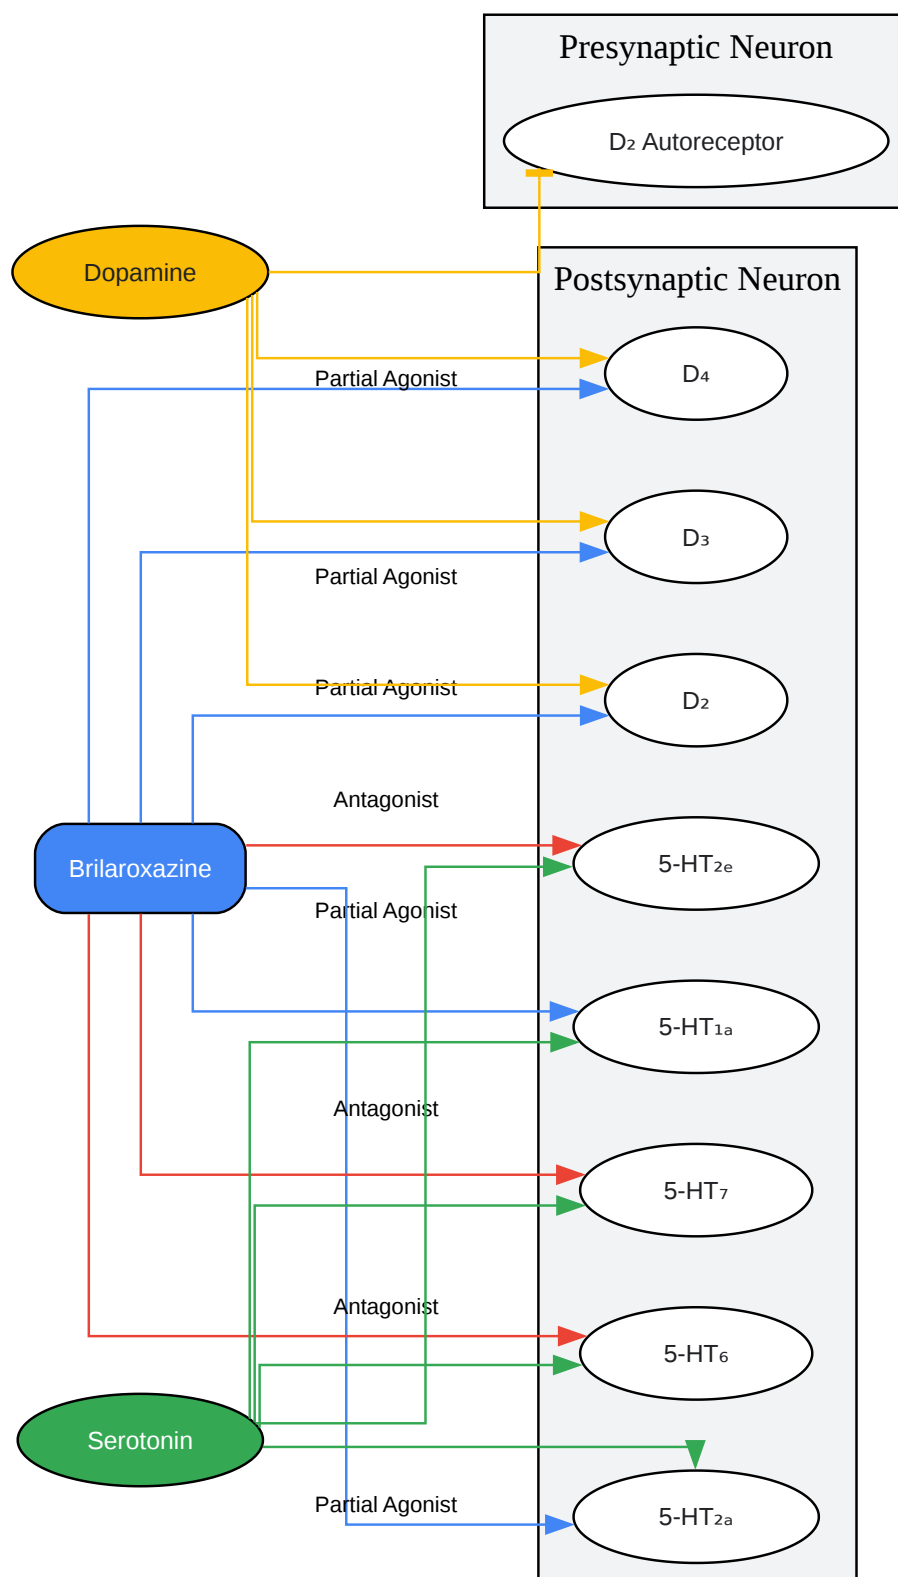 Presynaptic Neuron
D₂ Autoreceptor
Dopamine
Postsynaptic Neuron
D₄
Partial Agonist
D₃
Partial Agonist
Partial Agonist
D₂
Antagonist
Brilaroxazine
5-HT₂ₑ
Partial Agonist
5-HT₁ₐ
Antagonist
5-HT₇
Antagonist
5-HT₆
Serotonin
Partial Agonist
5-HT₂ₐ